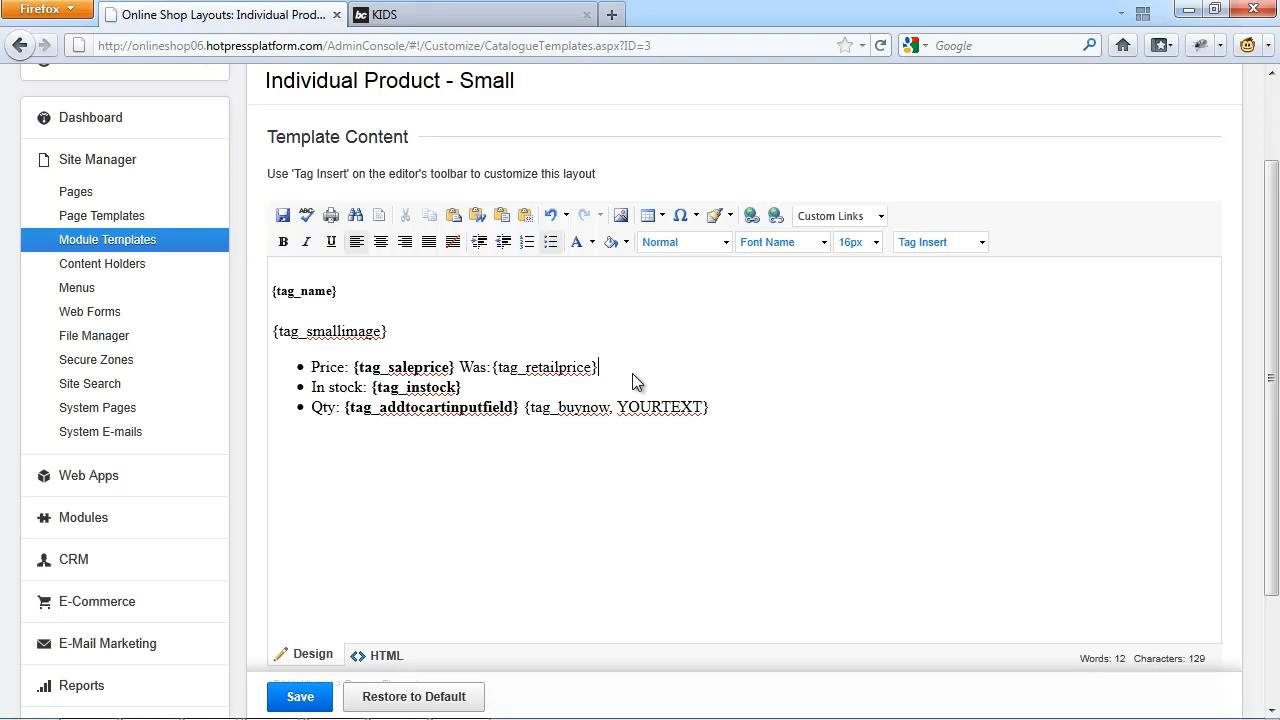 Firefox
Online Shop Layouts: Individual Prod...
bc KIDS
http://onlineshop06.hotpressplatform.com/AdminConsole/#!/Customize/CatalogueTemplates.aspx?ID=3
Google
Dashboard
Site Manager
Pages
Page Templates
Module Templates
Content Holders
Menus
Web Forms
File Manager
Secure Zones
Site Search
System Pages
System E-mails
Web Apps
Modules
CRM
E-Commerce
E-Mail Marketing
Reports
Individual Product - Small
Template Content
Use 'Tag Insert' on the editor's toolbar to customize this layout
ABC
Custom Links
B I U A Normal Font Name 16px Tag Insert
{tag_name}
{tag_smallimage}
Price: {tag_saleprice} Was:{tag_retailprice}
In stock: {tag_instock}
Qty: {tag_addtocartinputfield} {tag_buynow, YOURTEXT}
Design HTML
Words: 12 Characters: 129
Save Restore to Default